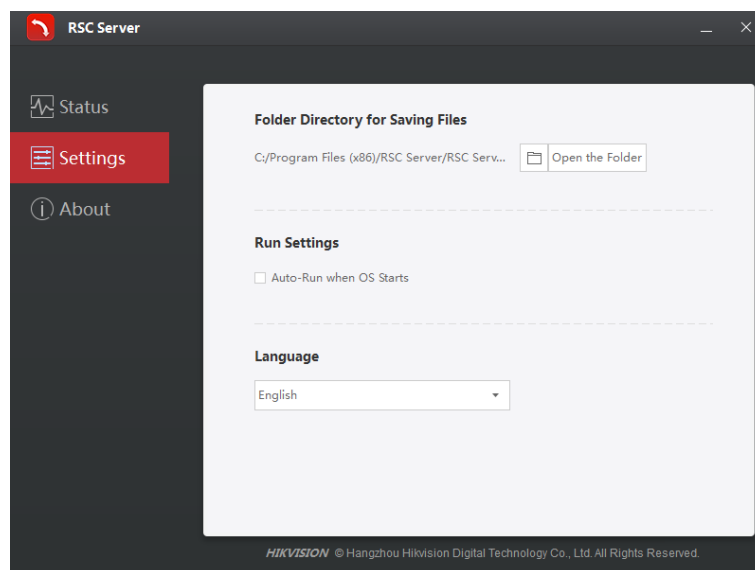 RSC Server
Status
Settings
About
Folder Directory for Saving Files
C:/Program Files (x86)/RSC Server/RSC Serv...
Open the Folder
Run Settings
Auto-Run when OS Starts
Language
English
HIKVISION © Hangzhou Hikvision Digital Technology Co., Ltd. All Rights Reserved.